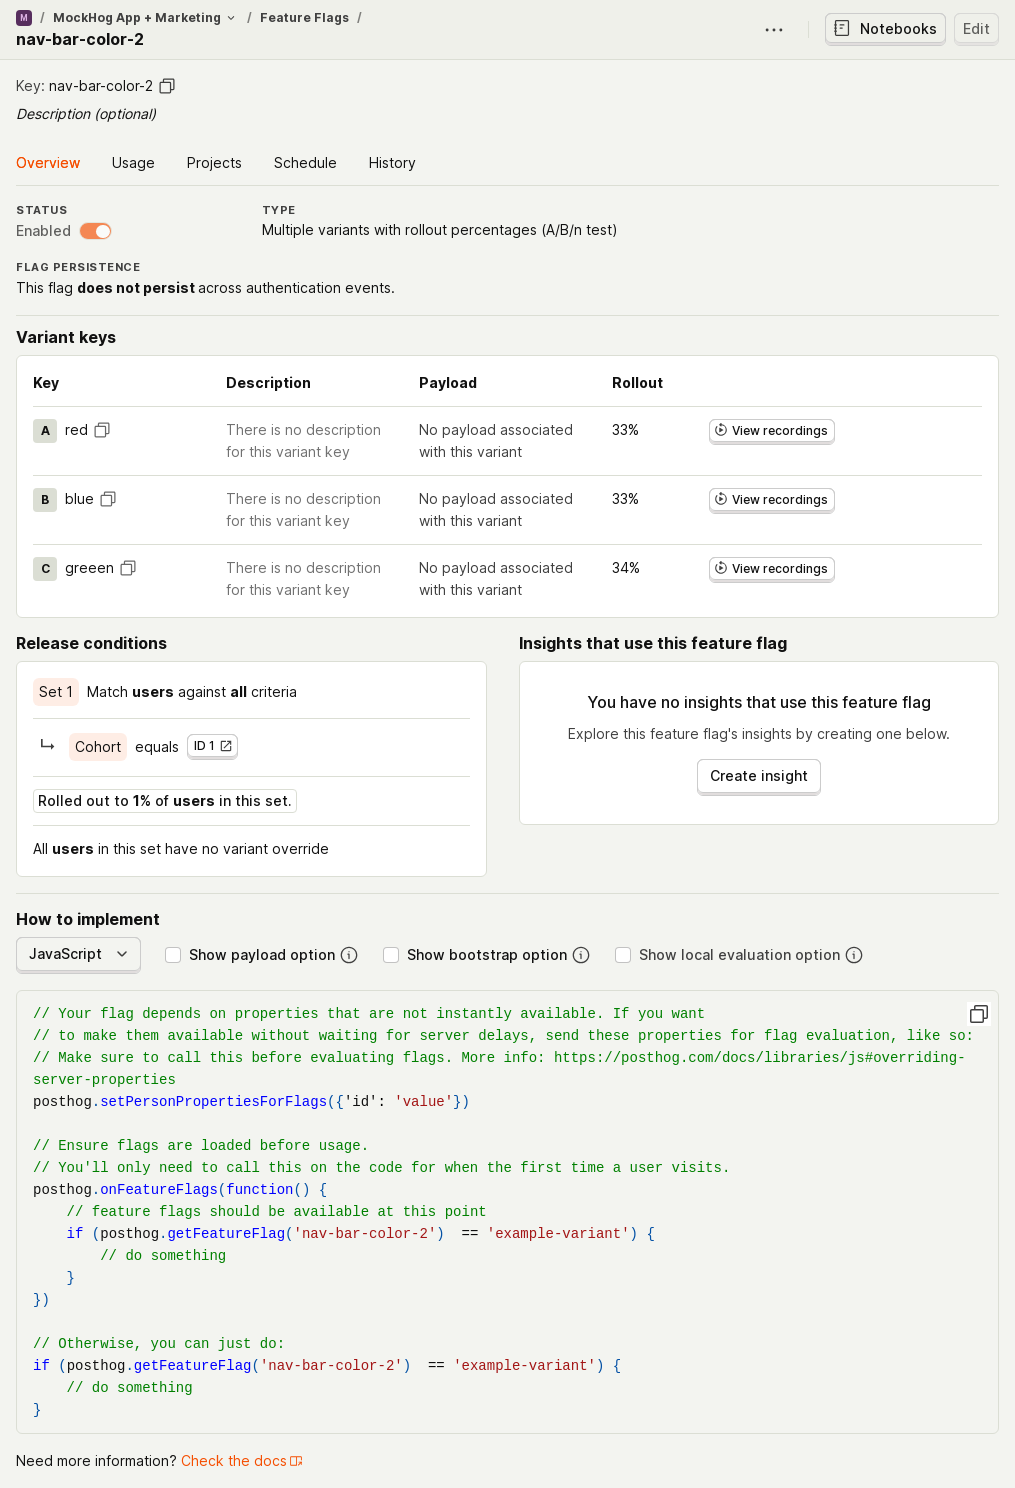 M / MockHog App + Marketing / Feature Flags /
nav-bar-color-2
Notebooks
Edit
Key: nav-bar-color-2
Description (optional)
Overview Usage Projects Schedule History
STATUS TYPE
Enabled Multiple variants with rollout percentages (A/B/n test)
FLAG PERSISTENCE
This flag does not persist across authentication events.
Variant keys
Key Description Payload Rollout
A red There is no description No payload associated 33% View recordings
for this variant key with this variant
B blue There is no description No payload associated 33% View recordings
for this variant key with this variant
C greeen There is no description No payload associated 34% View recordings
for this variant key with this variant
Release conditions
Set 1 Match users against all criteria
Cohort equals ID 1
Rolled out to 1% of users in this set.
All users in this set have no variant override
Insights that use this feature flag
You have no insights that use this feature flag
Explore this feature flag's insights by creating one below.
Create insight
How to implement
JavaScript Show payload option Show bootstrap option Show local evaluation option
// Your flag depends on properties that are not instantly available. If you want
// to make them available without waiting for server delays, send these properties for flag evaluation, like so:
// Make sure to call this before evaluating flags. More info: https://posthog.com/docs/libraries/js#overriding-
server-properties
posthog.setPersonPropertiesForFlags({'id': 'value'})
// Ensure flags are loaded before usage.
// You'll only need to call this on the code for when the first time a user visits.
posthog.onFeatureFlags(function() {
    // feature flags should be available at this point
    if (posthog.getFeatureFlag('nav-bar-color-2')  == 'example-variant') {
        // do something
    }
})
// Otherwise, you can just do:
if (posthog.getFeatureFlag('nav-bar-color-2')  == 'example-variant') {
    // do something
}
Need more information? Check the docs